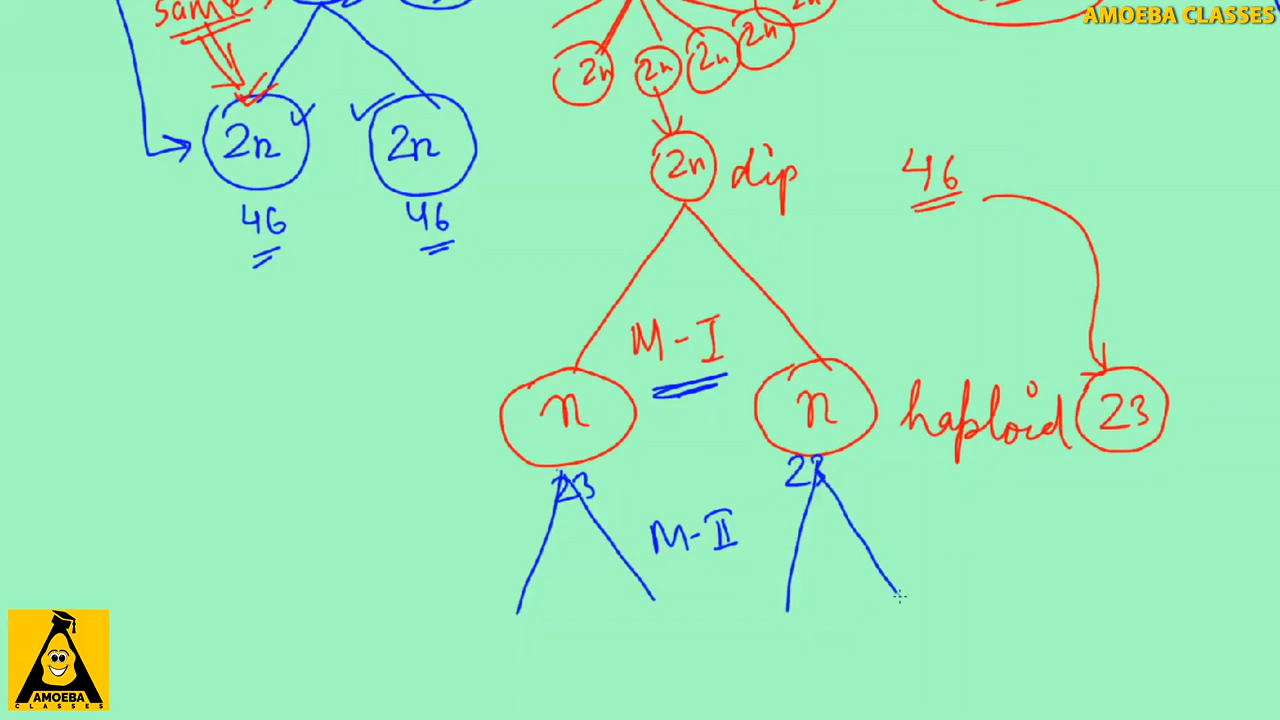 AMOEBA CLASSES
same
2n
2n
2n
2n
2n
2n
2n
46
46
2n dip
46
M-I
n
n
haploid 23
23
23
M-II
AMOEBA
CLASSES